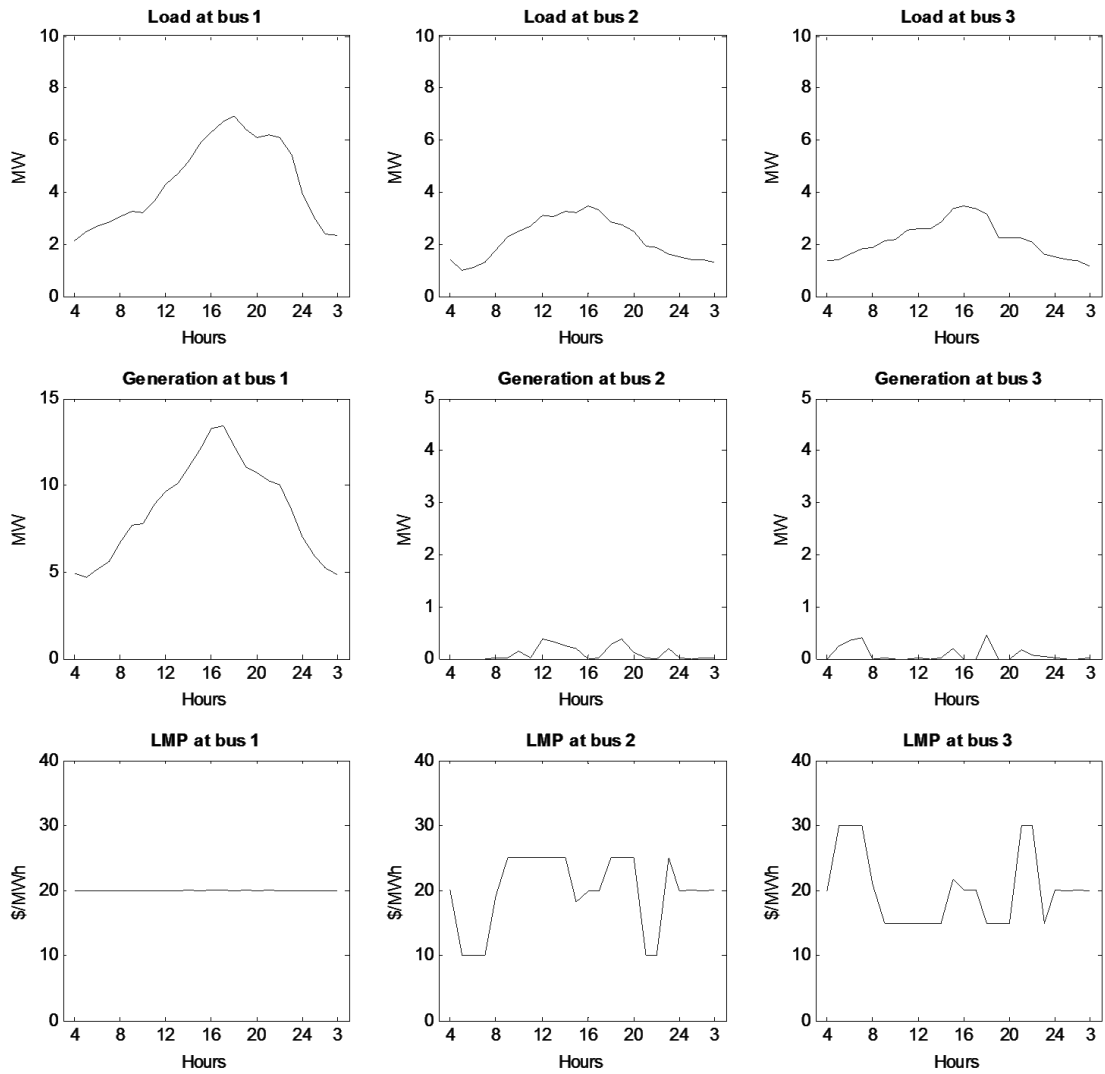 Load at bus 1
10
8
6
4
2
0
MW
4 8 12 16 20 24 3
Hours
Load at bus 2
10
8
6
4
2
0
MW
4 8 12 16 20 24 3
Hours
Load at bus 3
10
8
6
4
2
0
MW
4 8 12 16 20 24 3
Hours
Generation at bus 1
15
10
5
0
MW
4 8 12 16 20 24 3
Hours
Generation at bus 2
5
4
3
2
1
0
MW
4 8 12 16 20 24 3
Hours
Generation at bus 3
5
4
3
2
1
0
MW
4 8 12 16 20 24 3
Hours
LMP at bus 1
40
30
20
10
0
$/MWh
4 8 12 16 20 24 3
Hours
LMP at bus 2
40
30
20
10
0
$/MWh
4 8 12 16 20 24 3
Hours
LMP at bus 3
40
30
20
10
0
$/MWh
4 8 12 16 20 24 3
Hours